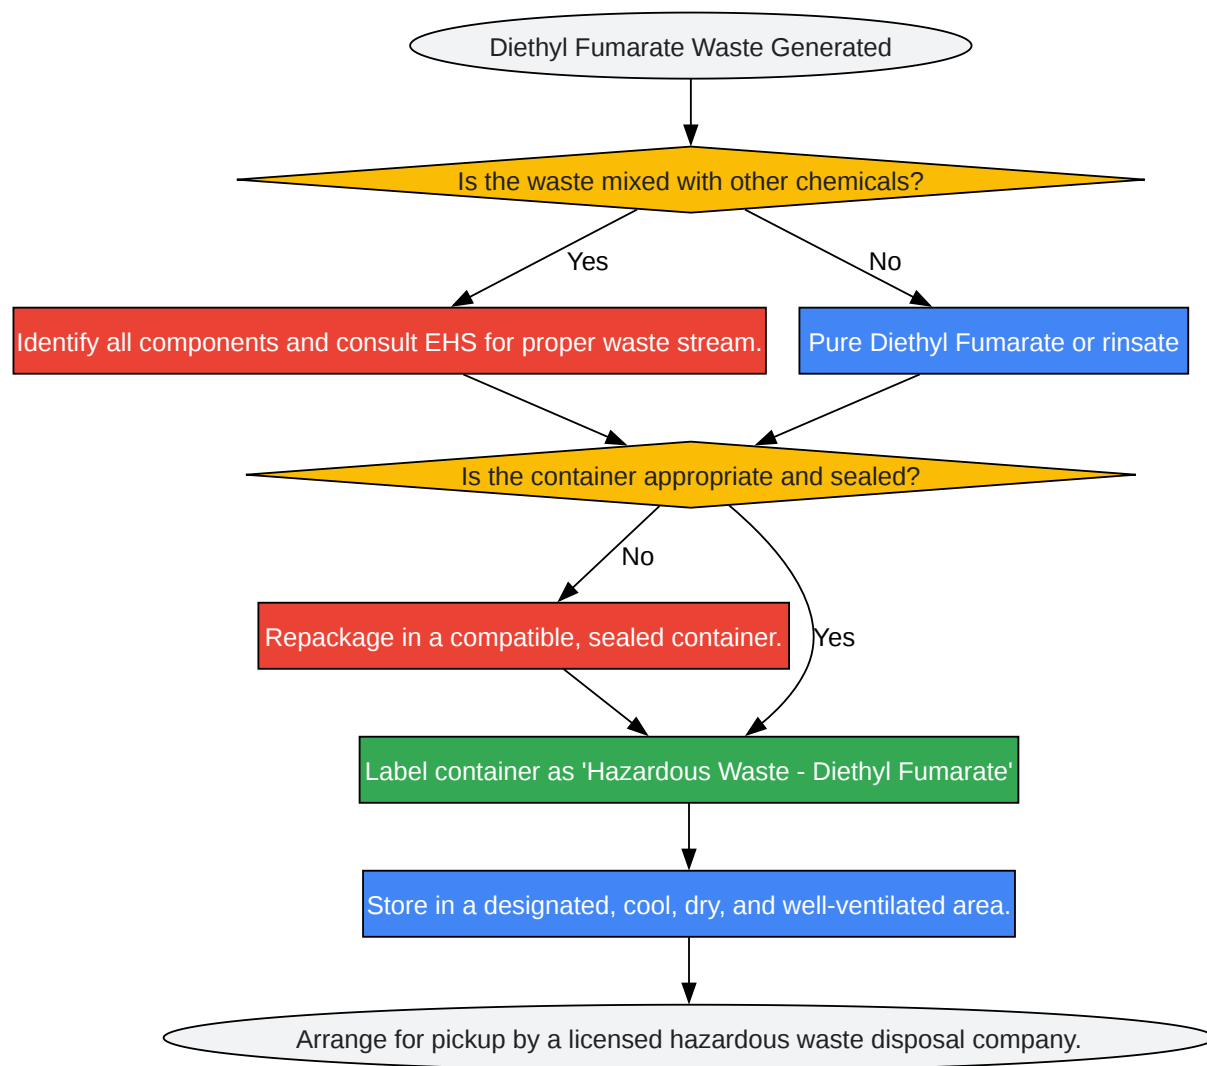 Diethyl Fumarate Waste Generated
Is the waste mixed with other chemicals?
Yes
No
Identify all components and consult EHS for proper waste stream.
Pure Diethyl Fumarate or rinsate
Is the container appropriate and sealed?
No
Repackage in a compatible, sealed container.
Yes
Label container as 'Hazardous Waste - Diethyl Fumarate'
Store in a designated, cool, dry, and well-ventilated area.
Arrange for pickup by a licensed hazardous waste disposal company.